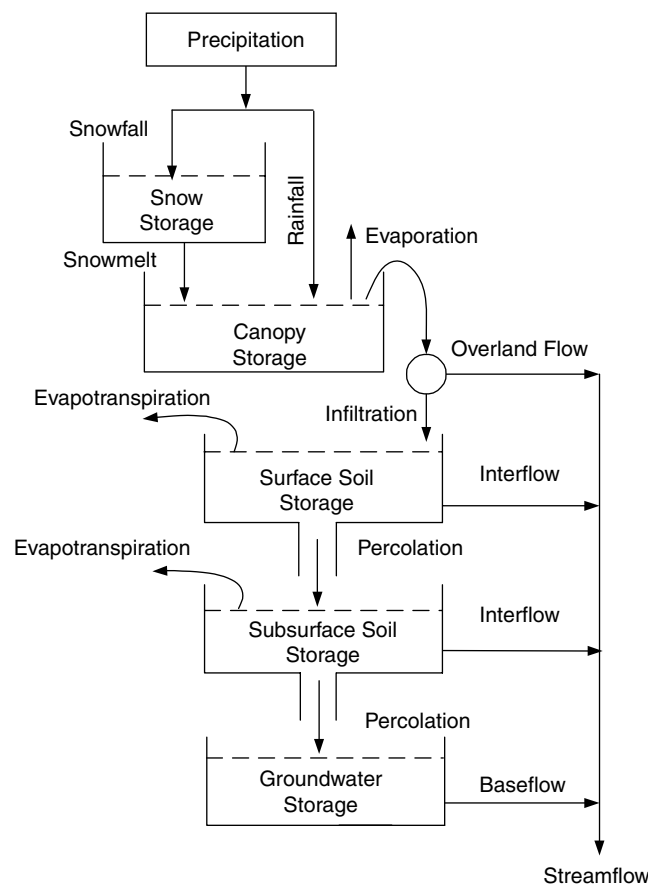 Precipitation
Snowfall
Snow
Storage
Rainfall
Snowmelt
Evaporation
Canopy
Storage
Overland Flow
Evapotranspiration
Infiltration
Surface Soil
Storage
Interflow
Percolation
Evapotranspiration
Subsurface Soil
Storage
Interflow
Percolation
Groundwater
Storage
Baseflow
Streamflow